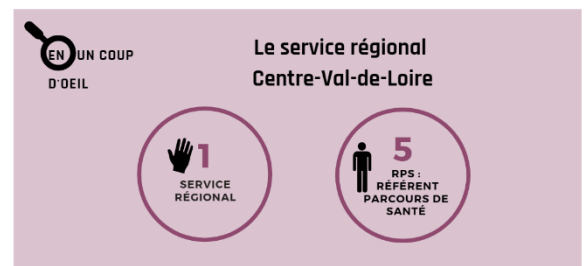 EN UN COUP
D'OEIL
Le service régional
Centre-Val-de-Loire
1
SERVICE
RÉGIONAL
5
RPS :
RÉFÉRENT
PARCOURS DE
SANTÉ